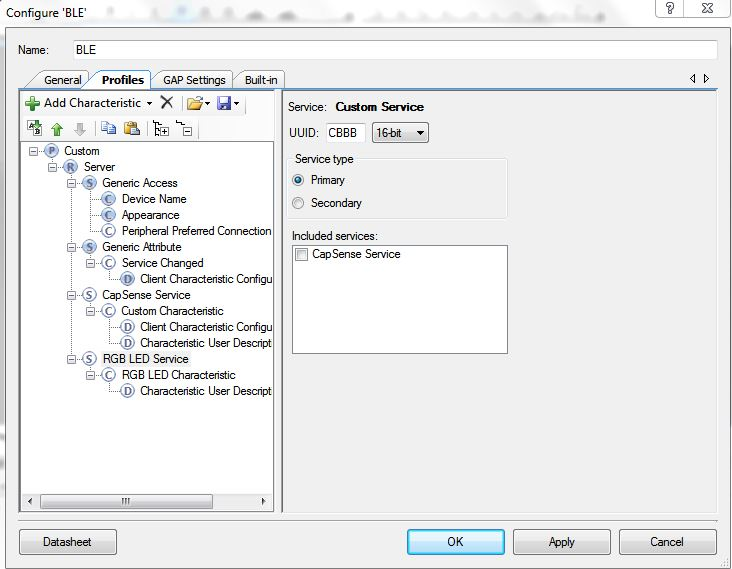 Configure 'BLE'
Name: BLE
General Profiles GAP Settings Built-in
Add Characteristic
Custom
Server
Generic Access
Device Name
Appearance
Peripheral Preferred Connection
Generic Attribute
Service Changed
Client Characteristic Configu
CapSense Service
Custom Characteristic
Client Characteristic Configu
Characteristic User Descript
RGB LED Service
RGB LED Characteristic
Characteristic User Descript
Service: Custom Service
UUID: CBBB 16-bit
Service type
Primary
Secondary
Included services:
CapSense Service
Datasheet OK Apply Cancel